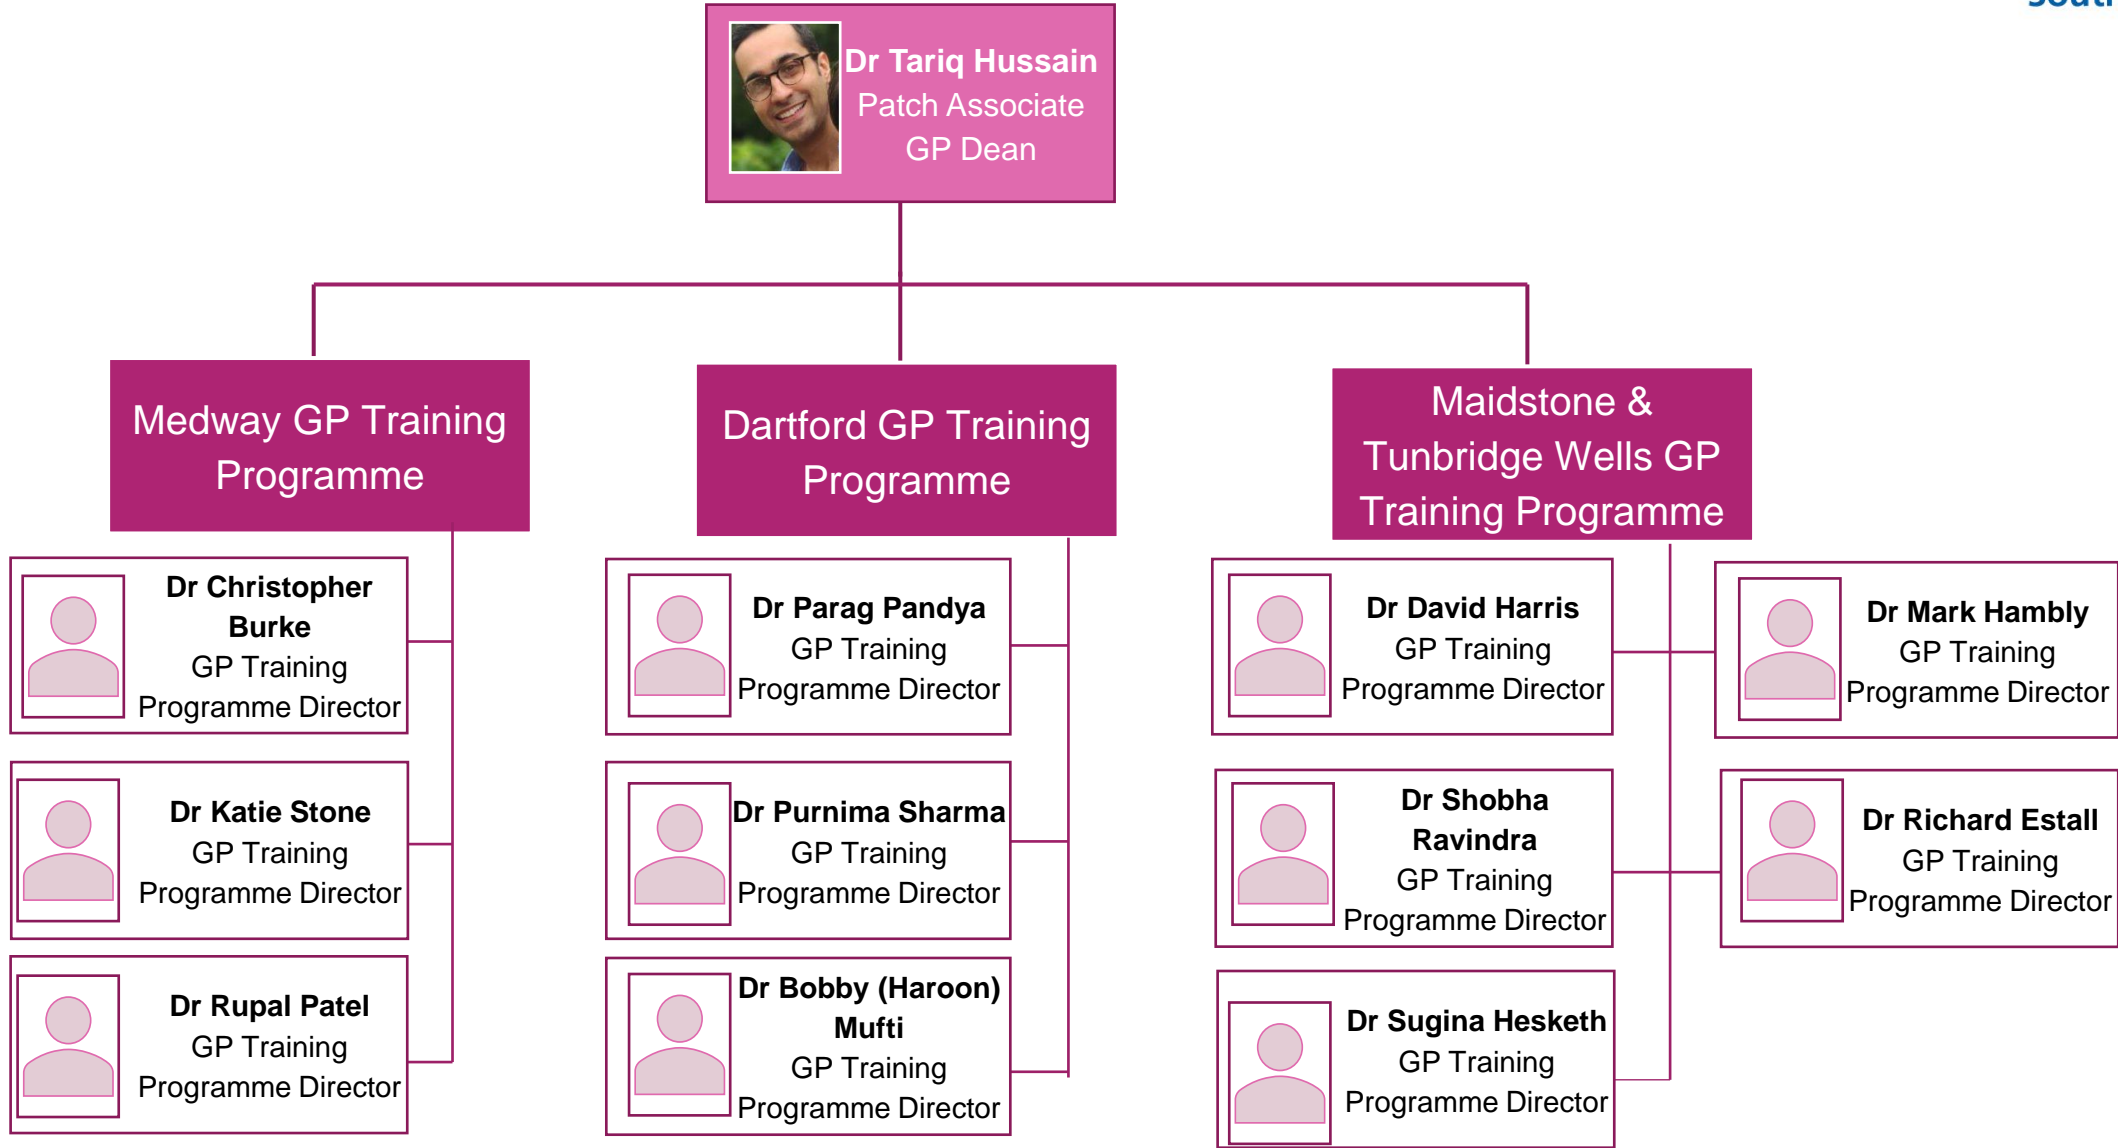 Dr Tariq Hussain
Patch Associate
GP Dean
Medway GP Training
Programme
Dr Christopher
Burke
GP Training
Programme Director
Dr Katie Stone
GP Training
Programme Director
Dr Rupal Patel
GP Training
Programme Director
Dartford GP Training
Programme
Dr Parag Pandya
GP Training
Programme Director
Dr Purnima Sharma
GP Training
Programme Director
Dr Bobby (Haroon)
Mufti
GP Training
Programme Director
Maidstone &
Tunbridge Wells GP
Training Programme
Dr David Harris
GP Training
Programme Director
Dr Mark Hambly
GP Training
Programme Director
Dr Shobha
Ravindra
GP Training
Programme Director
Dr Richard Estall
GP Training
Programme Director
Dr Sugina Hesketh
GP Training
Programme Director